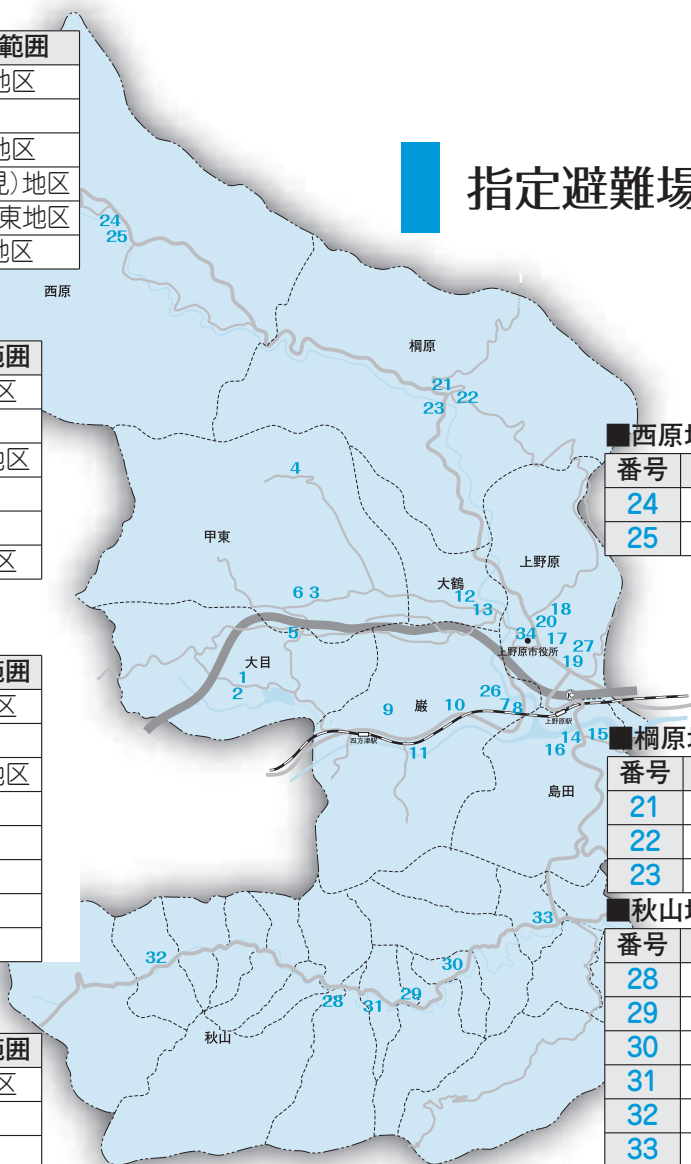 範囲
地区
地区
見)地区
東地区
地区
指定避難場
24
25
西原
棡原
21
22
23
範囲
区
地区
区
■西原地
番号
24
25
4
甲東
6 3
5
大鶴
12
13
上野原
18
20
34
17
上野原市役所
27
19
大目
1
2
9
巌
10
26
7
8
上野原駅
四方津駅
11
14
15
16
島田
範囲
区
地区
■棡原地
番号
21
22
23
■秋山地
番号
28
29
30
31
32
33
33
32
30
28
31
29
秋山
範囲
区